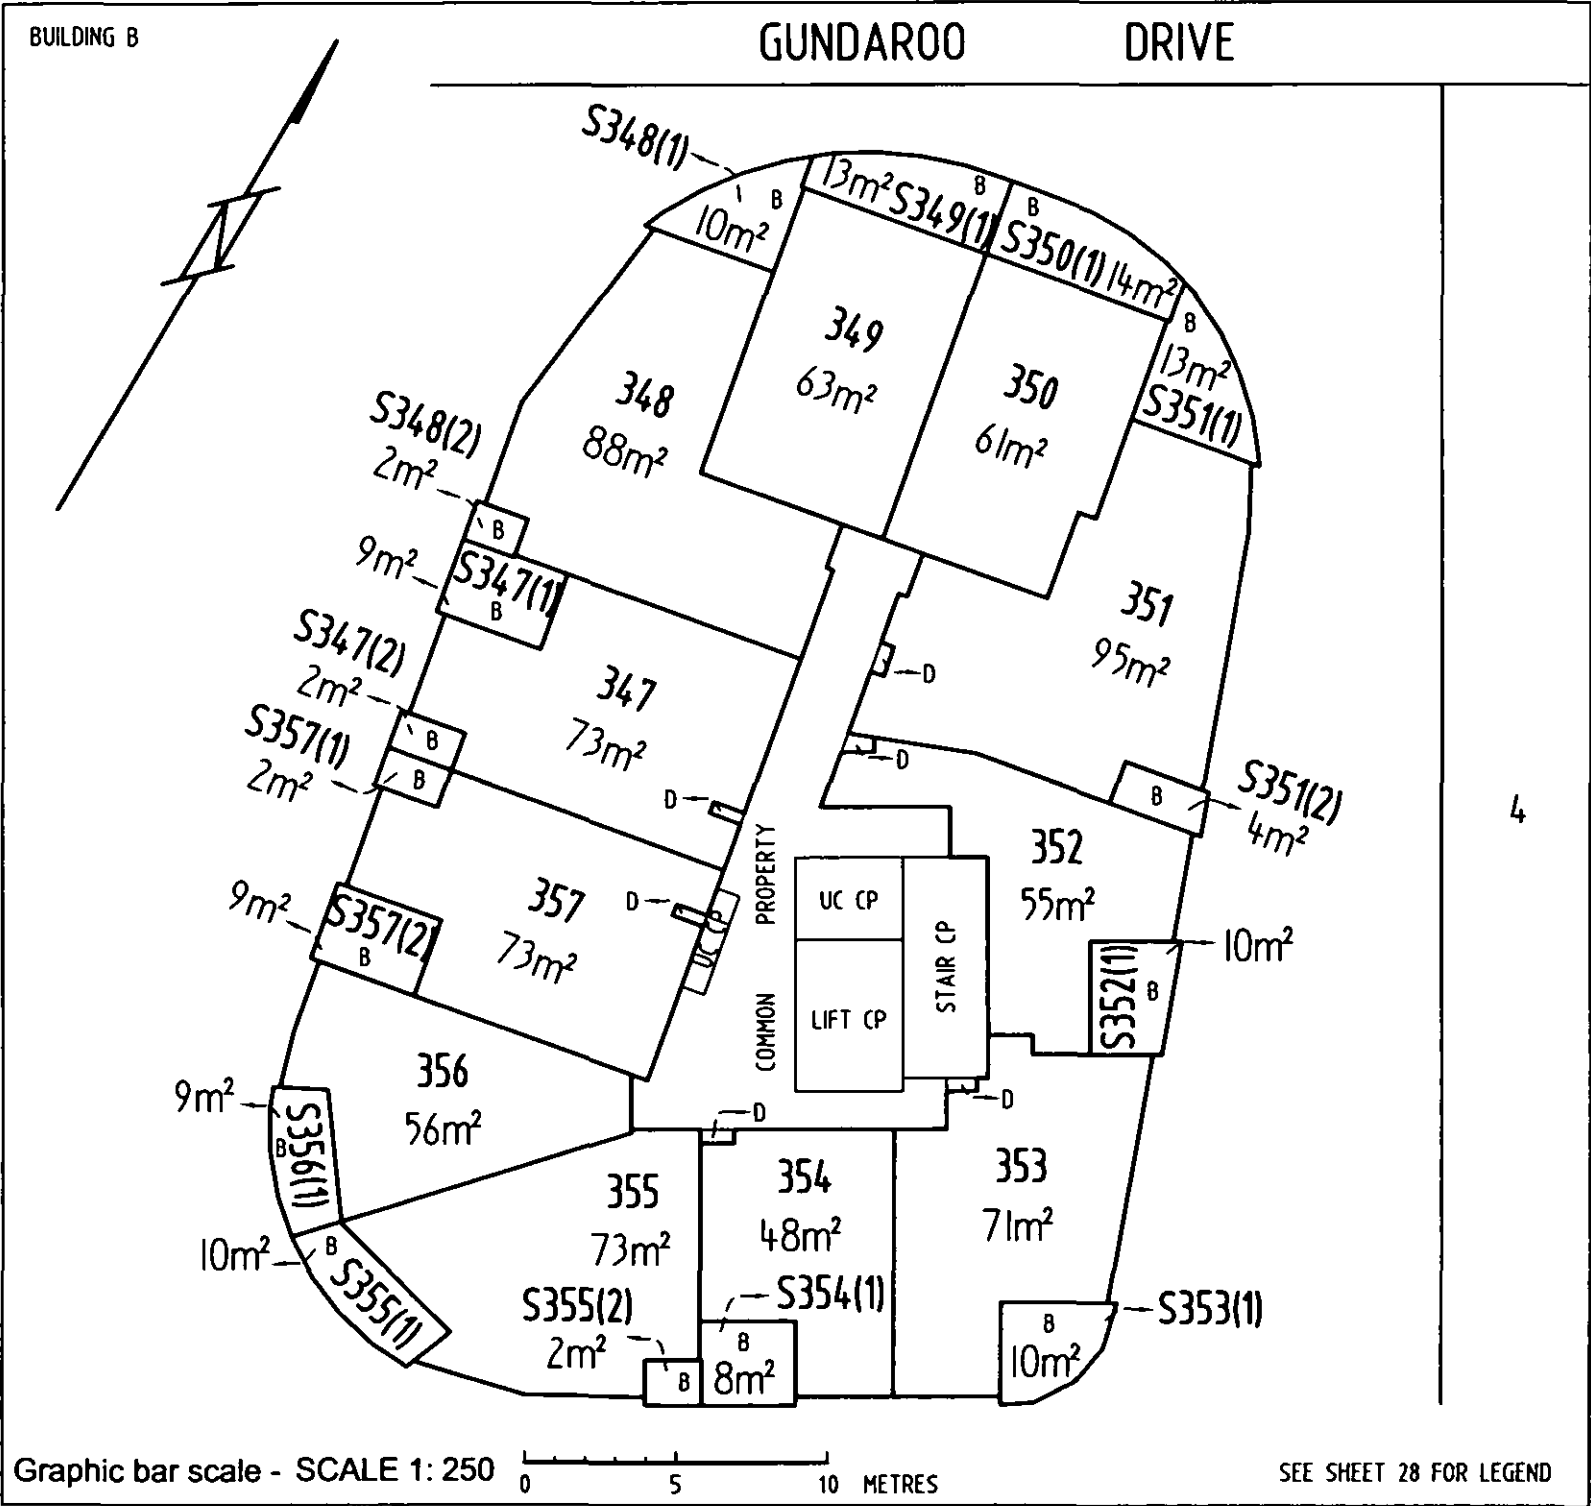 BUILDING B
GUNDAROO DRIVE
S348(1)
B
10m²
13m²
B
S349(1)
B
S350(1)
14m²
B
13m²
S351(1)
349
63m²
350
61m²
348
88m²
S348(2)
2m²
B
9m²
S347(1)
B
351
95m²
D
S347(2)
2m²
B
347
73m²
S357(1)
2m²
B
D
D
B
S351(2)
4m²
4
352
55m²
COMMON PROPERTY
UC CP
STAIR CP
LIFT CP
UC CP
D
357
73m²
9m²
S357(2)
B
10m²
S352(1)
B
356
56m²
9m²
S356(1)
B
D
D
353
71m²
354
48m²
355
73m²
10m²
B
S355(1)
S355(2)
2m²
B
S354(1)
B
8m²
S353(1)
B
10m²
Graphic bar scale - SCALE 1: 250
0 5 10 METRES
SEE SHEET 28 FOR LEGEND